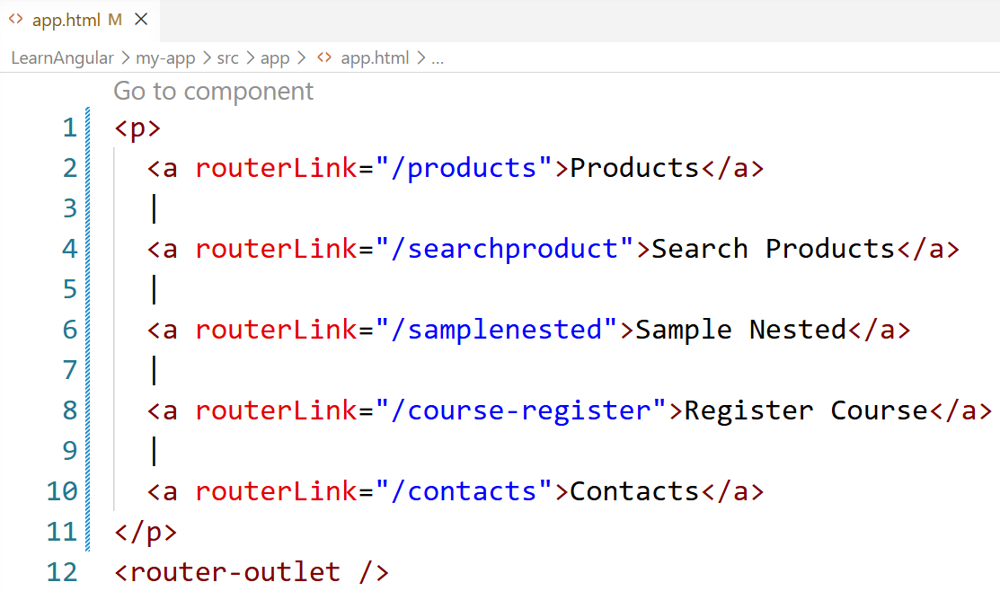 <> app.html M ×
LearnAngular > my-app > src > app > <> app.html > ...
Go to component
1 <p>
2 <a routerLink="/products">Products</a>
3 |
4 <a routerLink="/searchproduct">Search Products</a>
5 |
6 <a routerLink="/samplenested">Sample Nested</a>
7 |
8 <a routerLink="/course-register">Register Course</a>
9 |
10 <a routerLink="/contacts">Contacts</a>
11 </p>
12 <router-outlet />